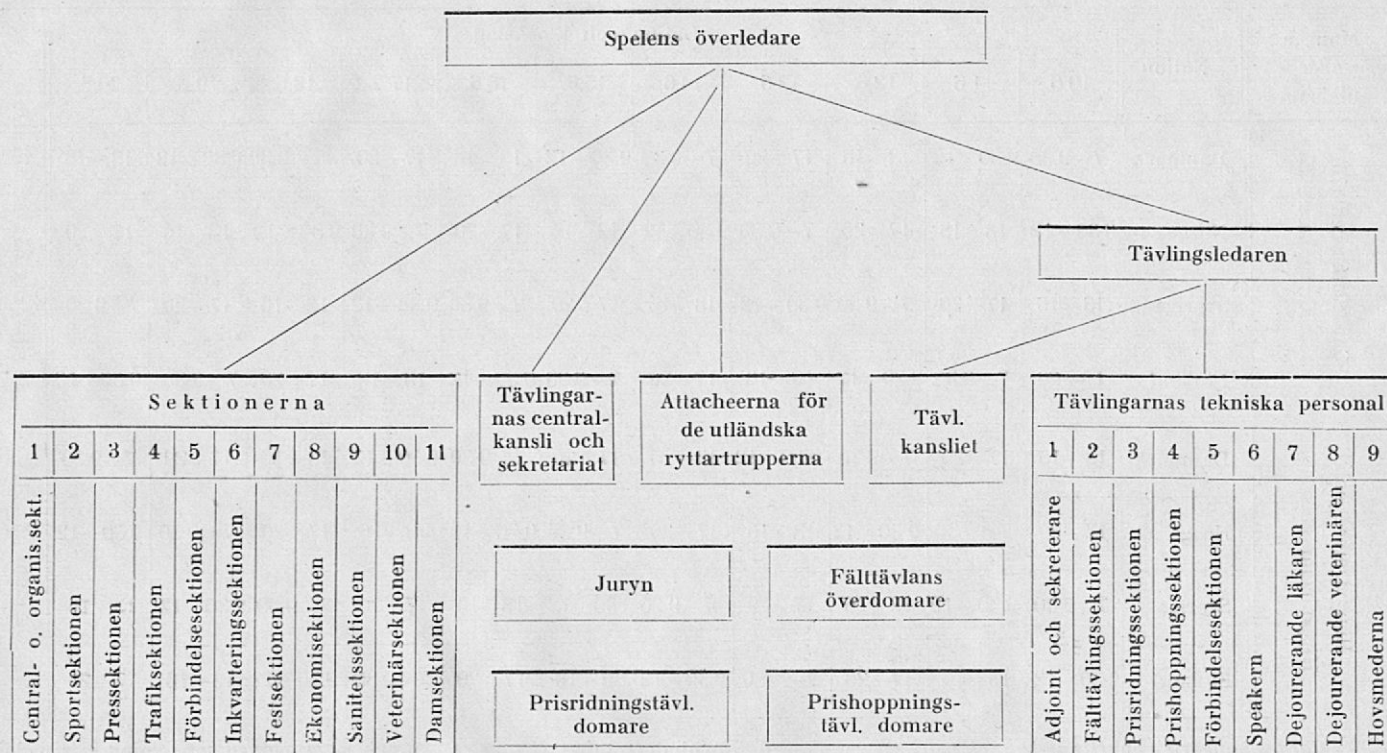 Spelens överledare
Tävlingsledaren
Sektionerna
1 2 3 4 5 6 7 8 9 10 11
Central- o. organis.sekt.
Sportsektionen
Pressektionen
Trafiksektionen
Förbindelsesektionen
Inkvarteringssektionen
Festsektionen
Ekonomisektionen
Sanitetssektionen
Veterinärsektionen
Damsektionen
Tävlingar-
nas central-
kansli och
sekretariat
Attacheerna för
de utländska
ryttartrupperna
Tävl.
kansliet
Tävlingarnas tekniska personal
1 2 3 4 5 6 7 8 9
Adjoint och sekreterare
Fälttävlingssektionen
Prisridningssektionen
Prishoppningssektionen
Förbindelsesektionen
Speakern
Dejourerande läkaren
Dejourerande veterinären
Hovsmederna
Juryn
Fälttävlans
överdomare
Prisridningstävl.
domare
Prishoppnings-
tävl. domare